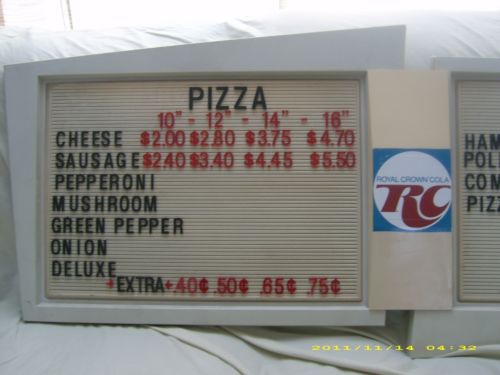 PIZZA
10" - 12" - 14" - 16"
CHEESE $2.00 $2.80 $3.75 $4.70
SAUSAGE $2.40 $3.40 $4.45 $5.50
PEPPERONI
MUSHROOM
GREEN PEPPER
ONION
DELUXE
+EXTRA+.40¢ .50¢ .65¢ .75¢
ROYAL CROWN COLA
RC
HAM
POL
COM
PIZZ
2011/11/14 04:32